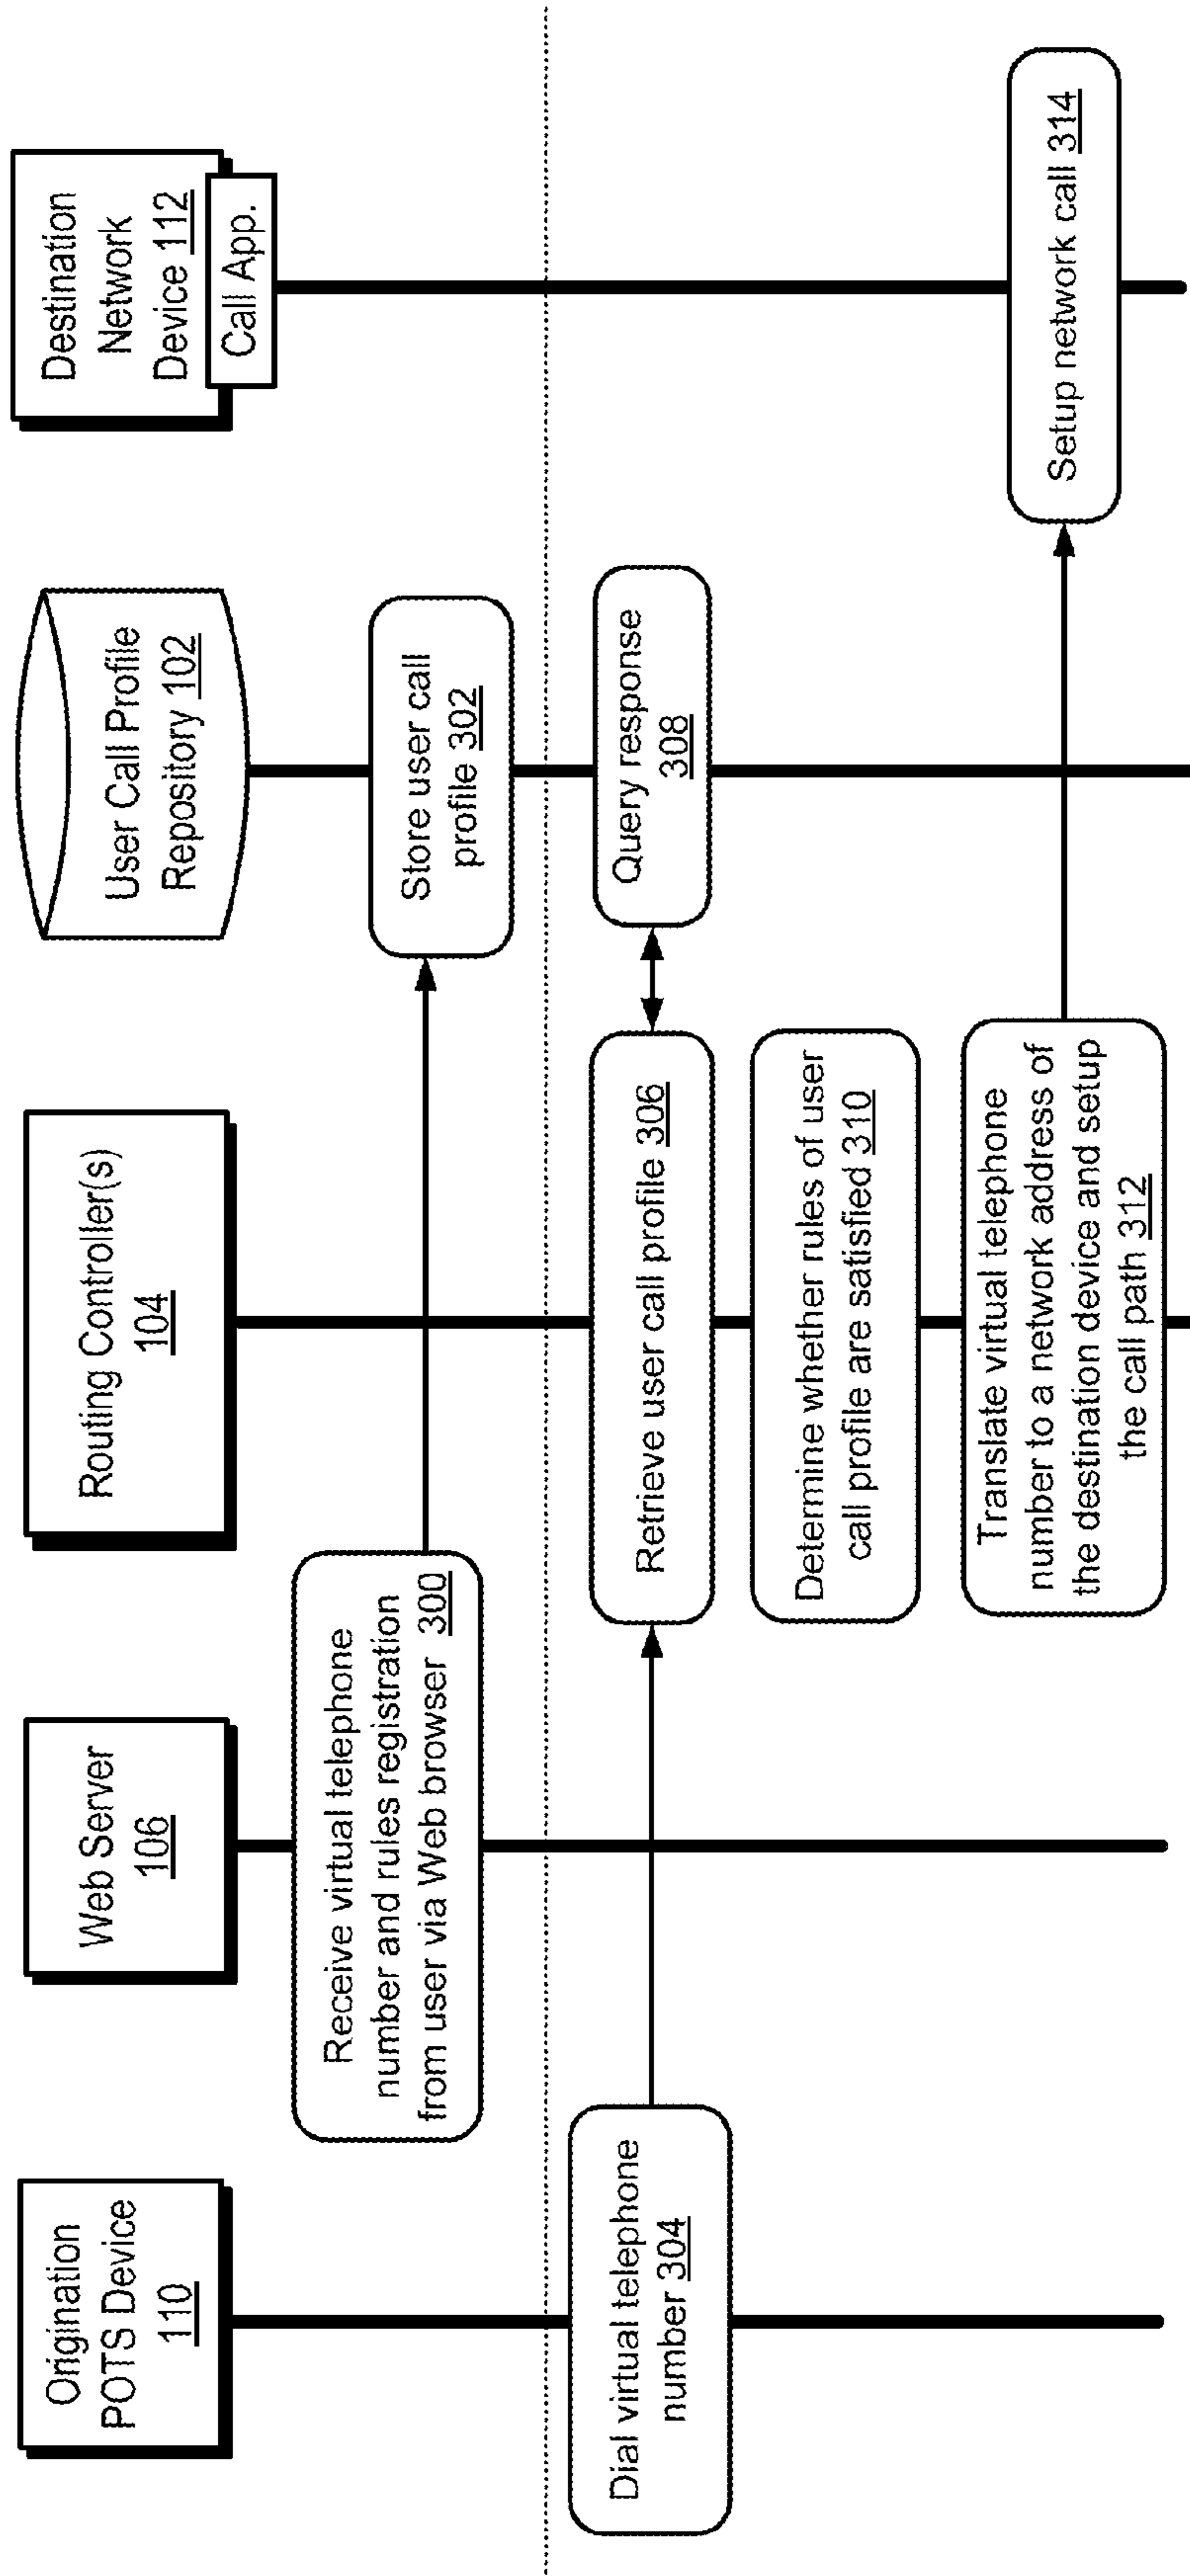 Origination
POTS Device
110
Web Server
106
Routing Controller(s)
104
User Call Profile
Repository 102
Destination
Network
Device 112
Call App.
Receive virtual telephone
number and rules registration
from user via Web browser 300
Store user call
profile 302
Dial virtual telephone
number 304
Retrieve user call profile 306
Query response
308
Determine whether rules of user
call profile are satisfied 310
Translate virtual telephone
number to a network address of
the destination device and setup
the call path 312
Setup network call 314